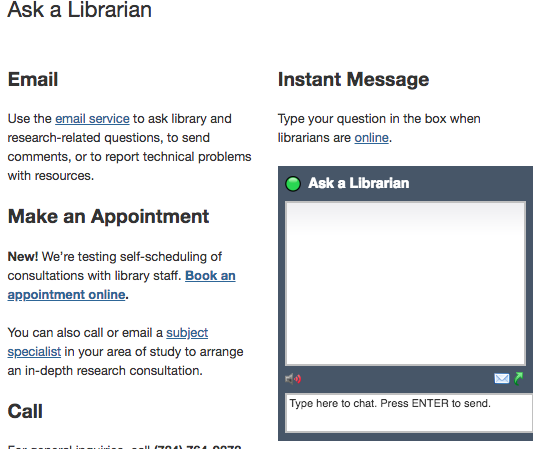 Ask a Librarian
Email
Use the email service to ask library and
research-related questions, to send
comments, or to report technical problems
with resources.
Make an Appointment
New! We're testing self-scheduling of
consultations with library staff. Book an
appointment online.
You can also call or email a subject
specialist in your area of study to arrange
an in-depth research consultation.
Call
For general inquiries, call
Instant Message
Type your question in the box when
librarians are online.
Ask a Librarian
Type here to chat. Press ENTER to send.